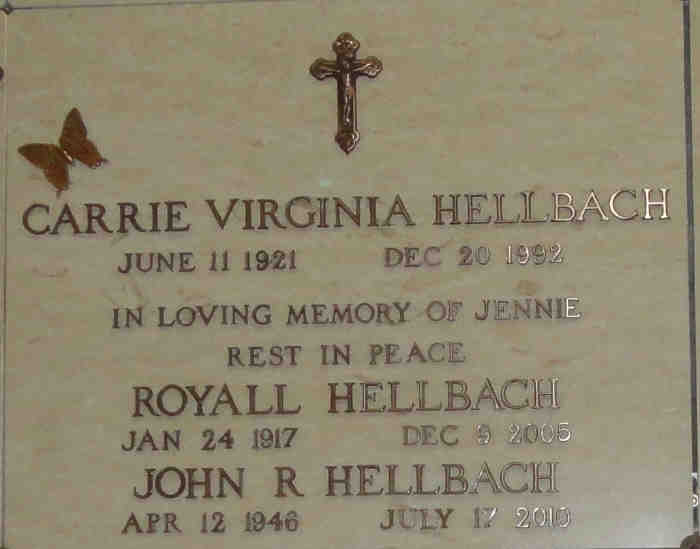 CARRIE VIRGINIA HELLBACH
JUNE 11 1921 DEC 20 1992
IN LOVING MEMORY OF JENNIE
REST IN PEACE
ROYALL HELLBACH
JAN 24 1917 DEC 9 2005
JOHN R HELLBACH
APR 12 1946 JULY 17 2010